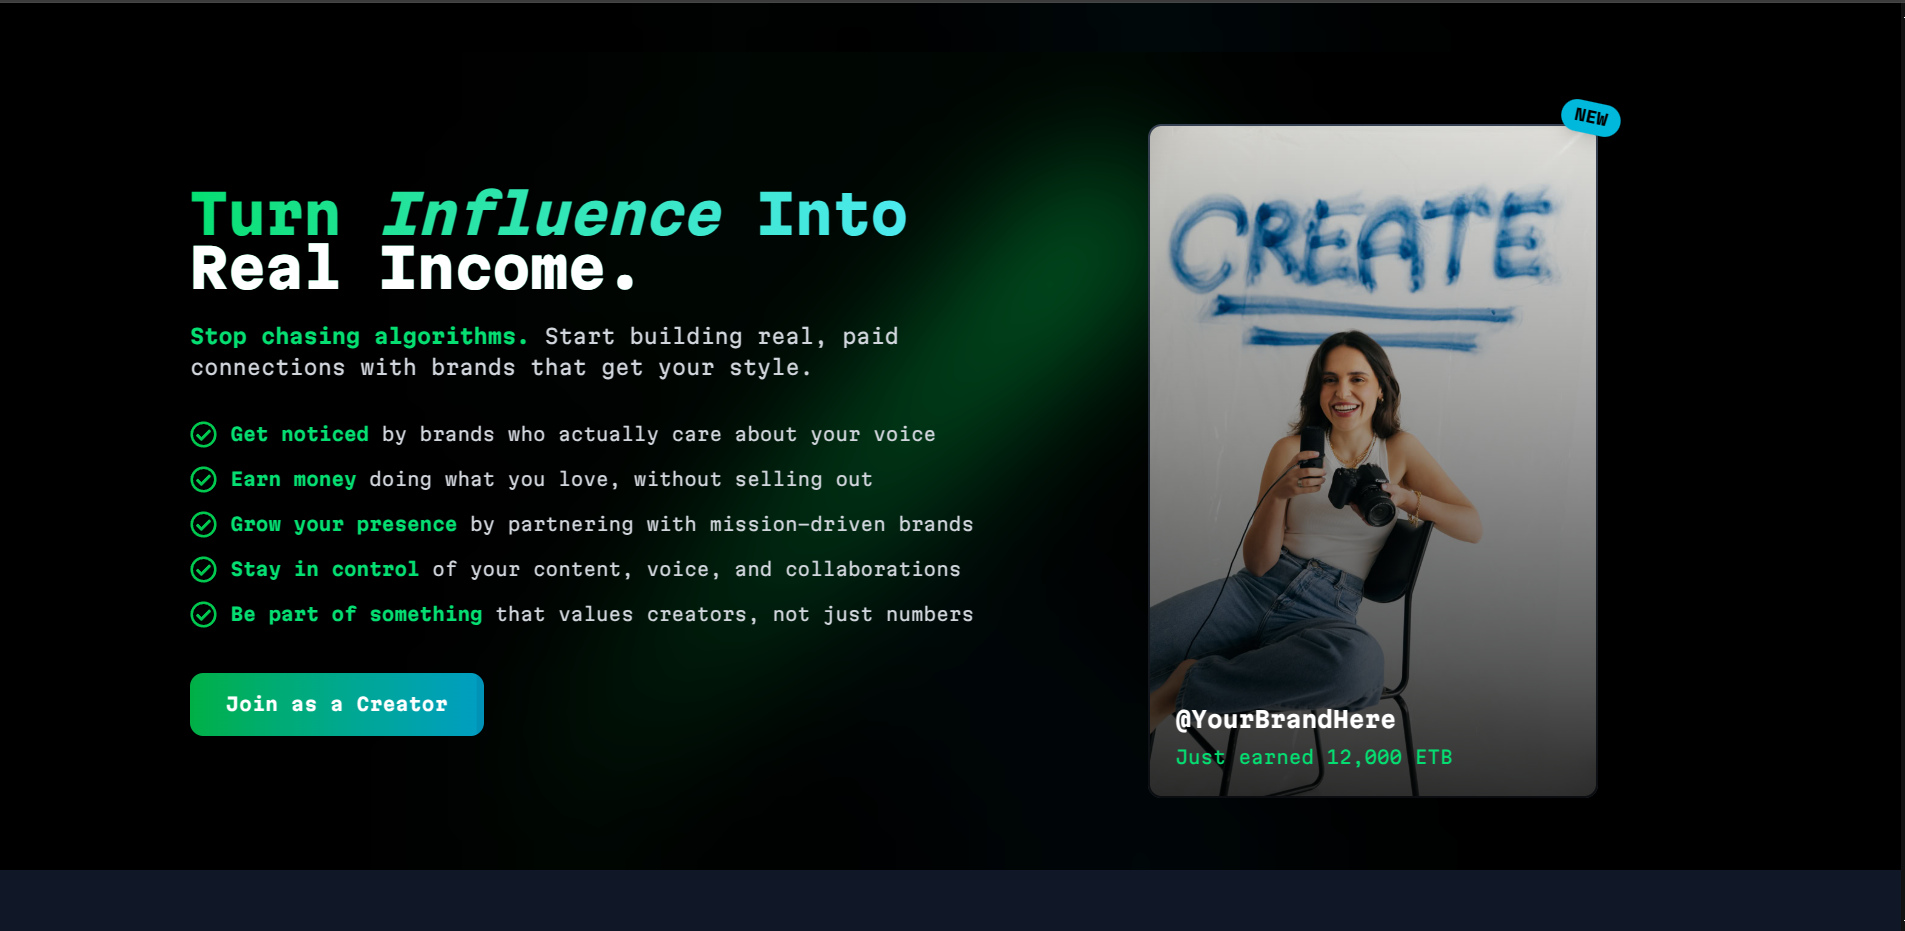 Turn Influence Into
Real Income.
Stop chasing algorithms. Start building real, paid
connections with brands that get your style.
Get noticed by brands who actually care about your voice
Earn money doing what you love, without selling out
Grow your presence by partnering with mission-driven brands
Stay in control of your content, voice, and collaborations
Be part of something that values creators, not just numbers
Join as a Creator
NEW
CREATE
@YourBrandHere
Just earned 12,000 ETB